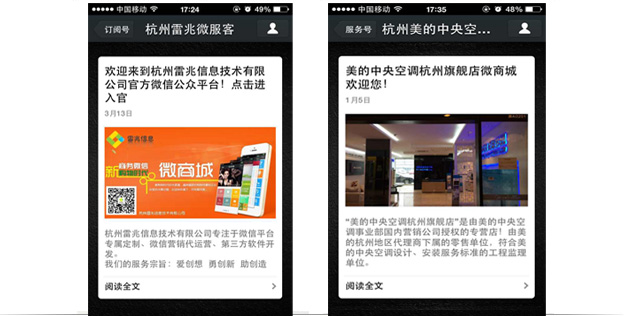 中国移动 17:24 49%
订阅号 杭州雷兆微服客
欢迎来到杭州雷兆信息技术有限
公司官方微信公众平台！点击进
入官
3月13日
雷兆信息
新
商务微信
购物时代
微商城
杭州雷兆信息技术有限公司专注于微信平台
专属定制、微信营销代运营、第三方软件开
发。
我们的服务宗旨：爱创想 勇创新 助创造
阅读全文
中国移动 17:35 48%
服务号 杭州美的中央空...
美的中央空调杭州旗舰店微商城
欢迎您！
1月5日
“美的中央空调杭州旗舰店”是由美的中央空
调事业部国内营销公司授权的专营店！由美
的杭州地区代理商下属的零售单位，符合美
的中央空调设计、安装服务标准的工程监理
单位。
阅读全文